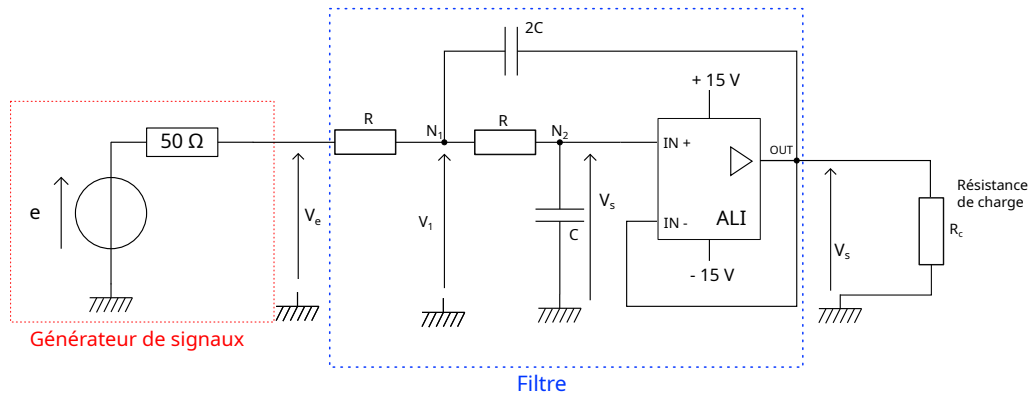 2C
+ 15 V
R
R
50 Ω
N1
N2
IN +
OUT
e
Ve
V1
Vs
C
IN -
ALI
- 15 V
Vs
Résistance
de charge
Rc
Générateur de signaux
Filtre